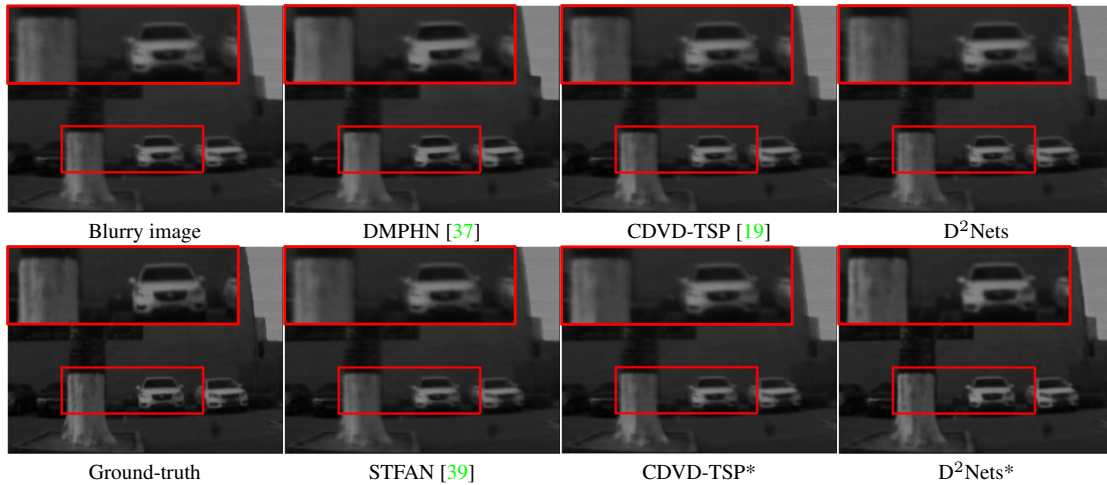 Blurry image
DMPHN [37]
CDVD-TSP [19]
D²Nets
Ground-truth
STFAN [39]
CDVD-TSP*
D²Nets*